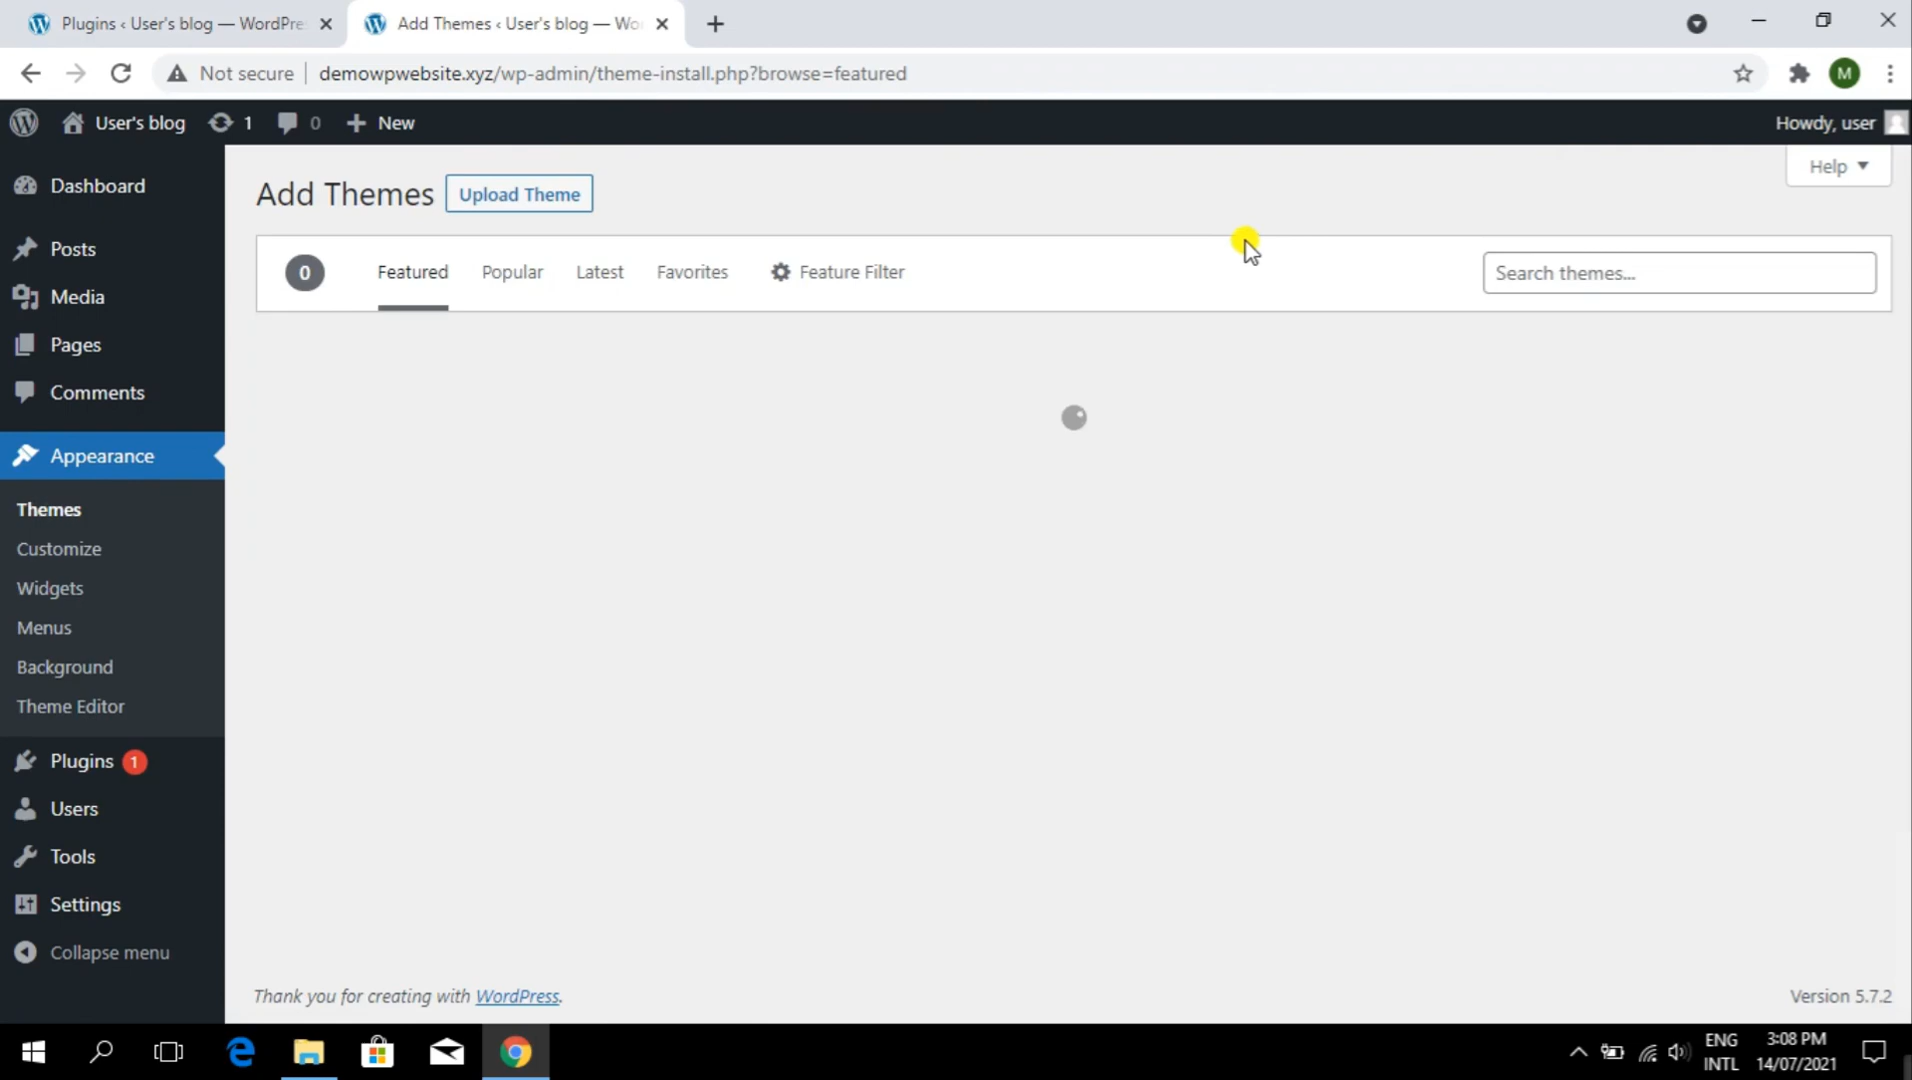 Plugins ‹ User's blog — WordPre
Add Themes ‹ User's blog — Wo
Not secure
demowpwebsite.xyz/wp-admin/theme-install.php?browse=featured
M
User's blog
1
0
New
Howdy, user
Dashboard
Posts
Media
Pages
Comments
Appearance
Themes
Customize
Widgets
Menus
Background
Theme Editor
Plugins 1
Users
Tools
Settings
Collapse menu
Help
Add Themes
Upload Theme
0
Featured
Popular
Latest
Favorites
Feature Filter
Search themes...
Thank you for creating with WordPress.
Version 5.7.2
ENG
INTL
3:08 PM
14/07/2021